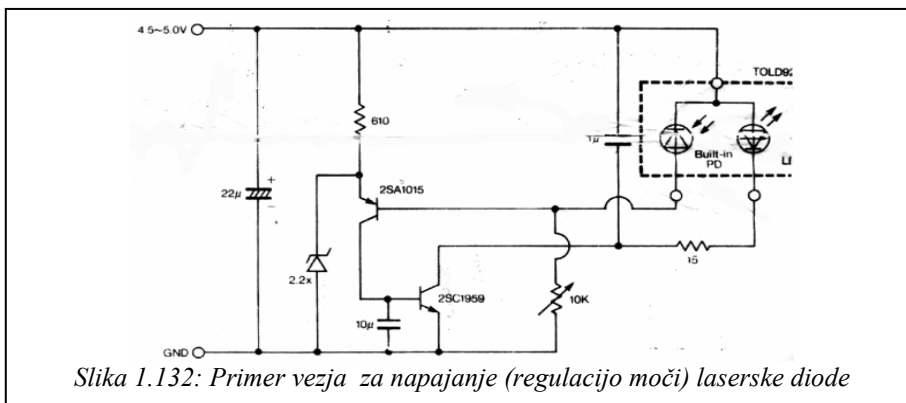 4.5~5.0V
TOLD92
610
1μ
Built-in
PD
LI
2SA1015
22μ
+
15
2.2x
2SC1959
10K
10μ
GND
Slika 1.132: Primer vezja za napajanje (regulacijo moči) laserske diode